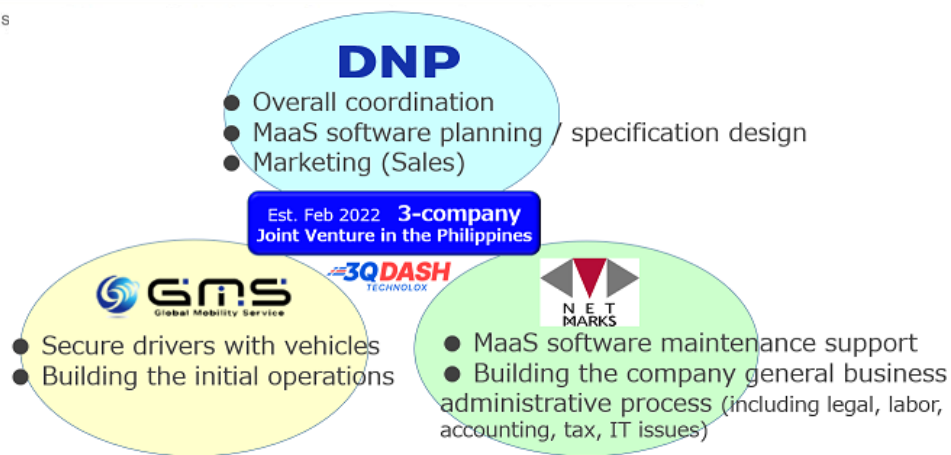 s
DNP
● Overall coordination
● MaaS software planning / specification design
● Marketing (Sales)
Est. Feb 2022 3-company
Joint Venture in the Philippines
3Q DASH
TECHNOLOX
GMS
Global Mobility Service
● Secure drivers with vehicles
● Building the initial operations
NET
MARKS
● MaaS software maintenance support
● Building the company general business
administrative process (including legal, labor,
accounting, tax, IT issues)